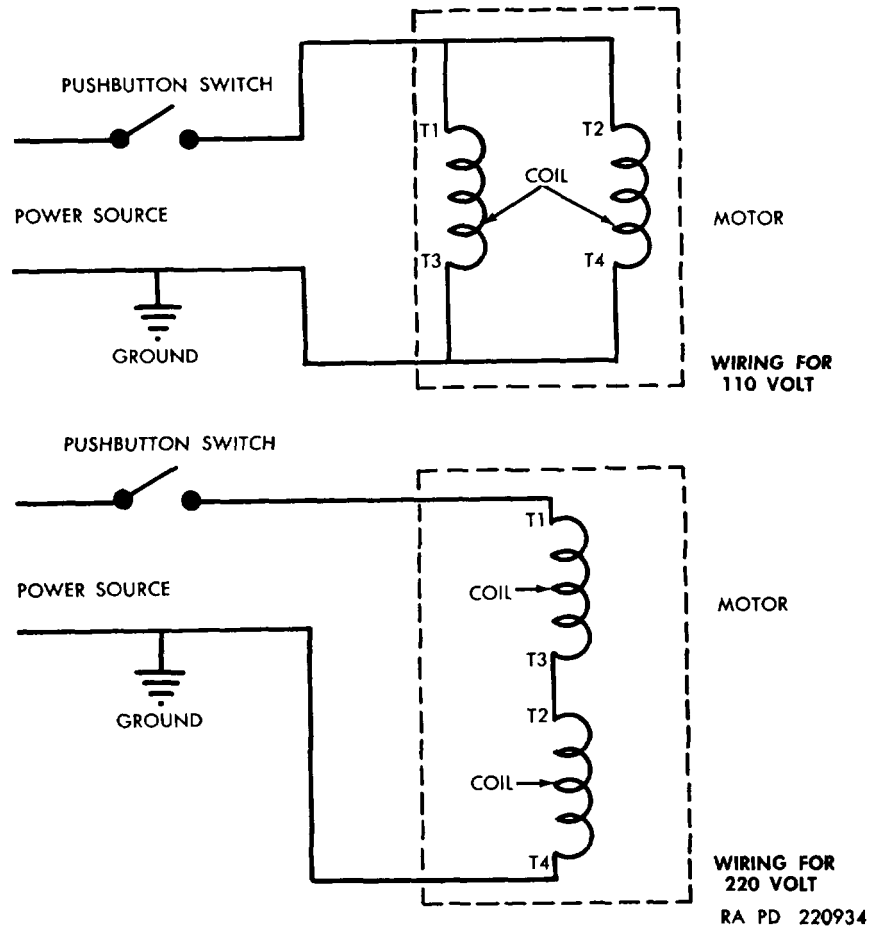 PUSHBUTTON SWITCH
T1
T2
COIL
POWER SOURCE
MOTOR
T3
T4
GROUND
WIRING FOR
110 VOLT
PUSHBUTTON SWITCH
T1
POWER SOURCE
COIL
MOTOR
T3
GROUND
T2
COIL
T4
WIRING FOR
220 VOLT
RA PD 220934